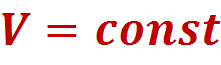 V = const